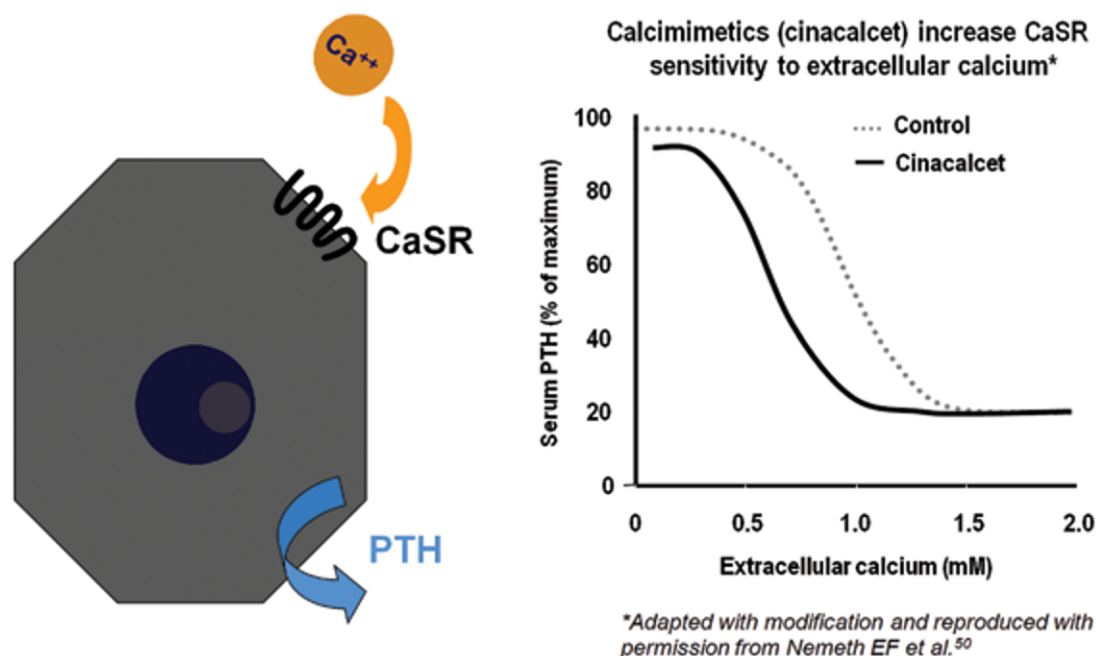 Ca++
CaSR
PTH
Calcimimetics (cinacalcet) increase CaSR
sensitivity to extracellular calcium*
Control
Cinacalcet
Serum PTH (% of maximum)
100
80
60
40
20
0
0 0.5 1.0 1.5 2.0
Extracellular calcium (mM)
*Adapted with modification and reproduced with
permission from Nemeth EF et al.50